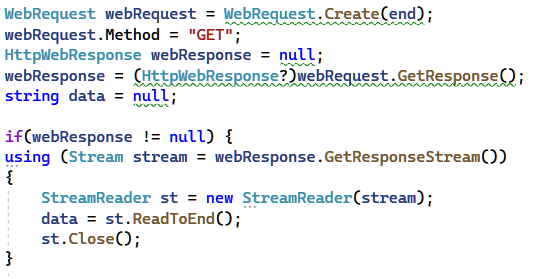 WebRequest webRequest = WebRequest.Create(end);
webRequest.Method = "GET";
HttpWebResponse webResponse = null;
webResponse = (HttpWebResponse?)webRequest.GetResponse();
string data = null;

if(webResponse != null) {
using (Stream stream = webResponse.GetResponseStream())
{
    StreamReader st = new StreamReader(stream);
    data = st.ReadToEnd();
    st.Close();
}